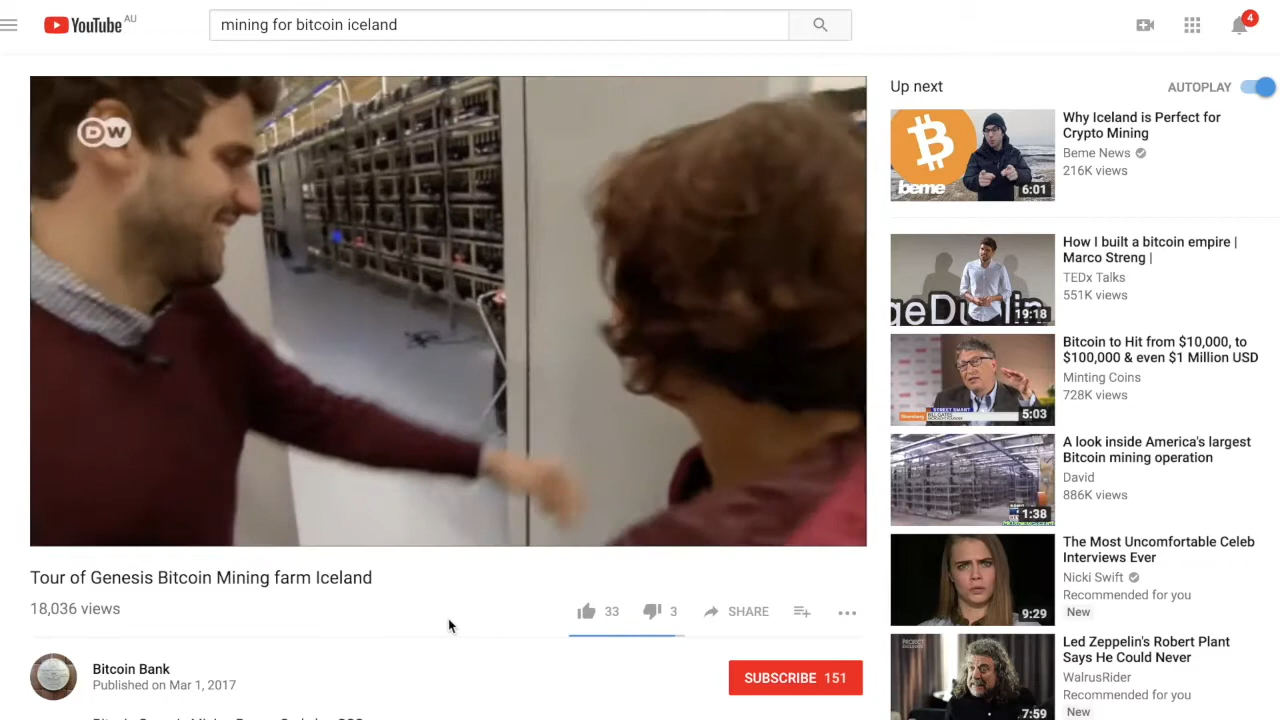 YouTube AU
mining for bitcoin iceland
4
DW
Up next
AUTOPLAY
beme
6:01
Why Iceland is Perfect for
Crypto Mining
Beme News
216K views
geDu lin
19:18
How I built a bitcoin empire |
Marco Streng |
TEDx Talks
551K views
STREET SMART
BILL GATES
5:03
Bitcoin to Hit from $10,000, to
$100,000 & even $1 Million USD
Minting Coins
728K views
1:38
A look inside America's largest
Bitcoin mining operation
David
886K views
9:29
The Most Uncomfortable Celeb
Interviews Ever
Nicki Swift
Recommended for you
New
7:59
Led Zeppelin's Robert Plant
Says He Could Never
WalrusRider
Recommended for you
New
Tour of Genesis Bitcoin Mining farm Iceland
18,036 views
33
3
SHARE
Bitcoin Bank
Published on Mar 1, 2017
SUBSCRIBE 151